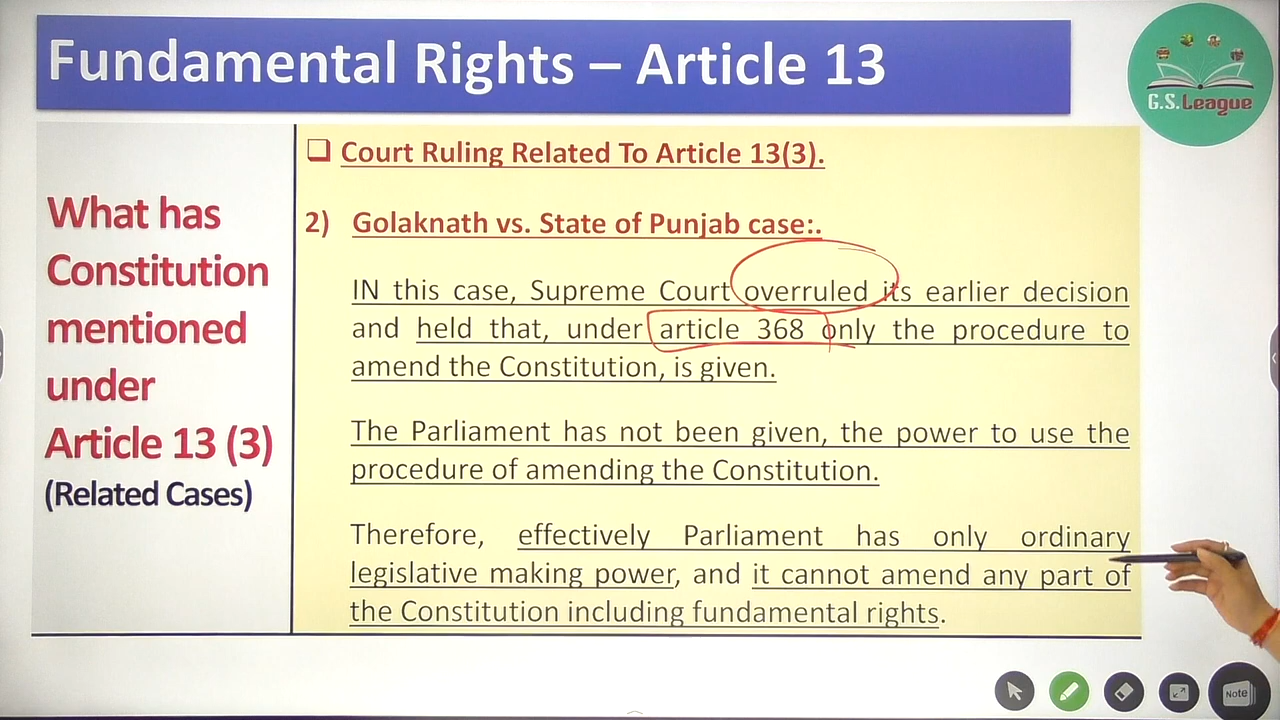 Fundamental Rights – Article 13
G.S.League
What has
Constitution
mentioned
under
Article 13 (3)
(Related Cases)
Court Ruling Related To Article 13(3).
2) Golaknath vs. State of Punjab case:.
IN this case, Supreme Court overruled its earlier decision
and held that, under article 368 only the procedure to
amend the Constitution, is given.
The Parliament has not been given, the power to use the
procedure of amending the Constitution.
Therefore, effectively Parliament has only ordinary
legislative making power, and it cannot amend any part of
the Constitution including fundamental rights.
Note